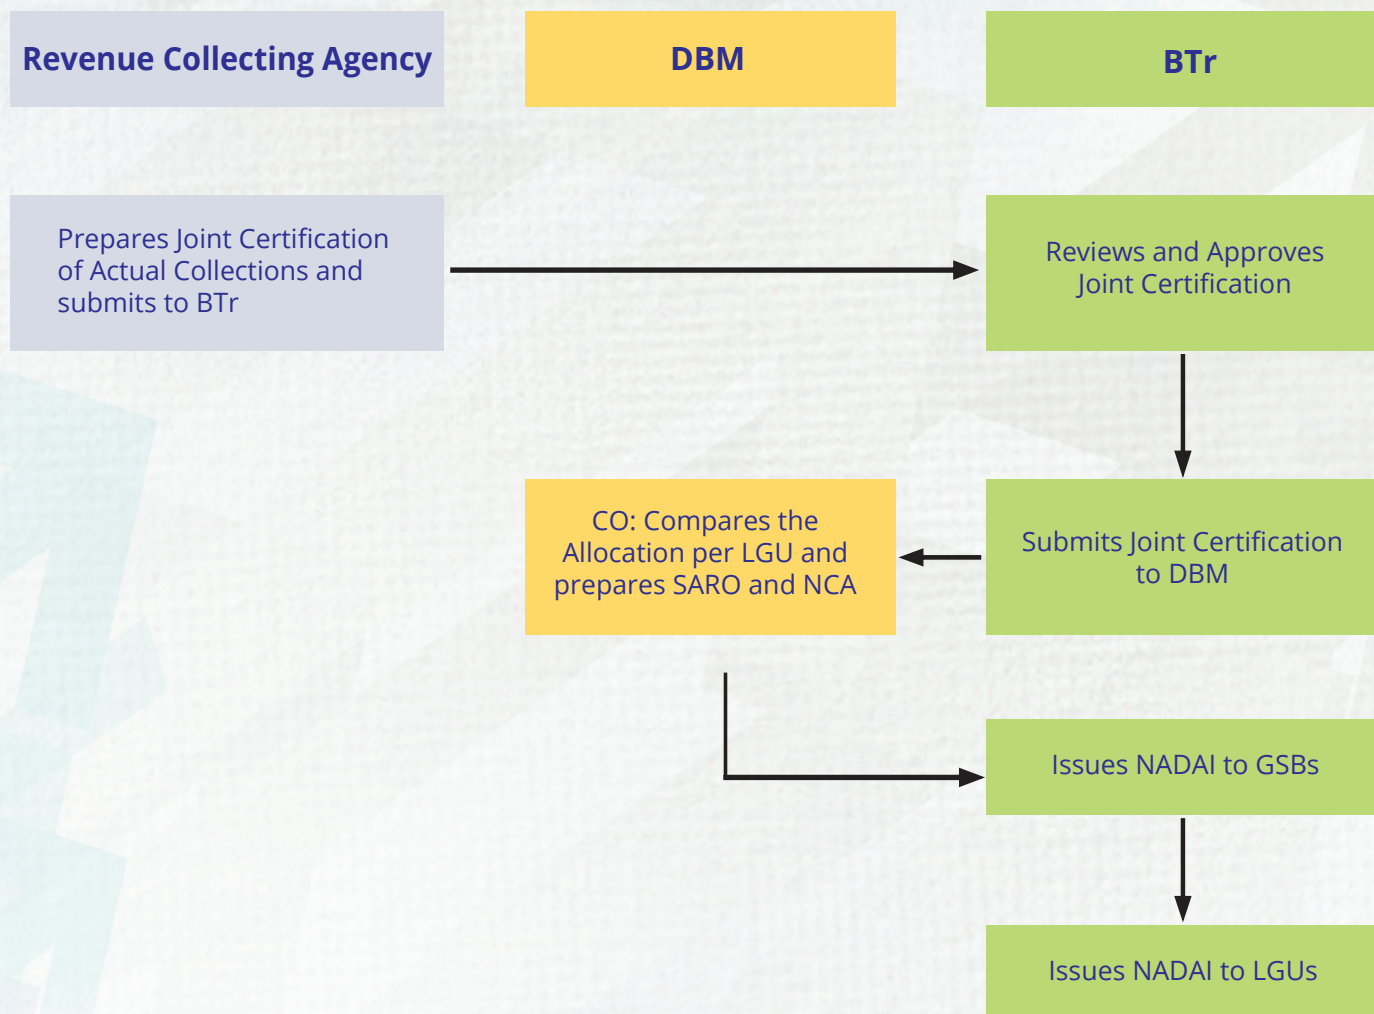 Revenue Collecting Agency
DBM
BTr
Prepares Joint Certification
of Actual Collections and
submits to BTr
Reviews and Approves
Joint Certification
CO: Compares the
Allocation per LGU and
prepares SARO and NCA
Submits Joint Certification
to DBM
Issues NADAI to GSBs
Issues NADAI to LGUs